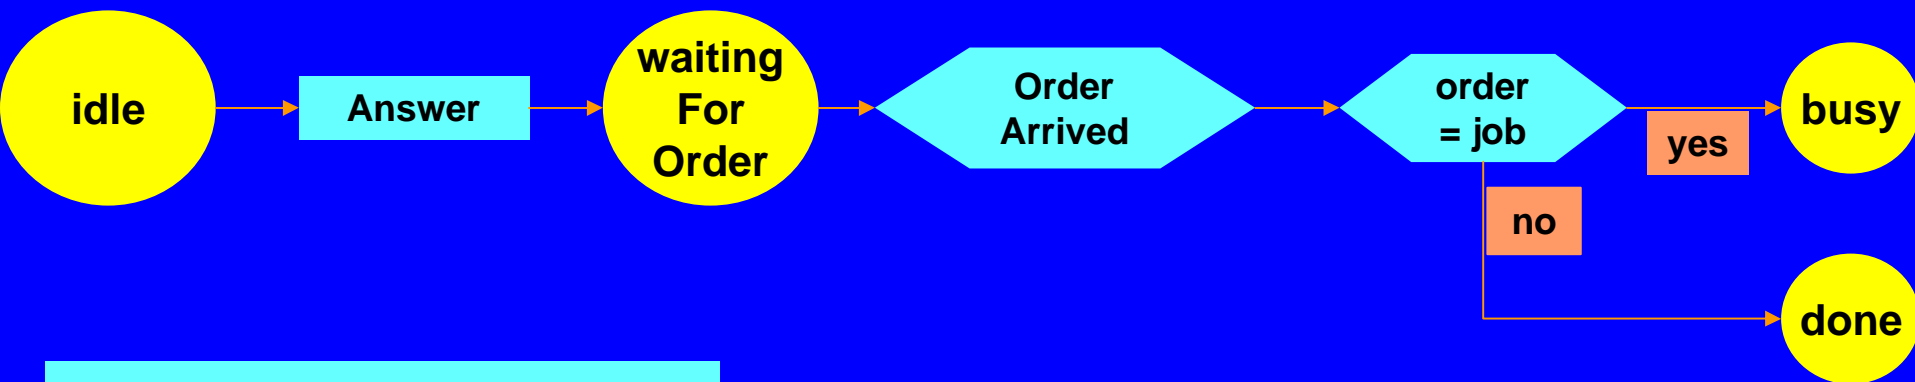 idle
Answer
waiting
For
Order
Order
Arrived
order
= job
yes
busy
no
done